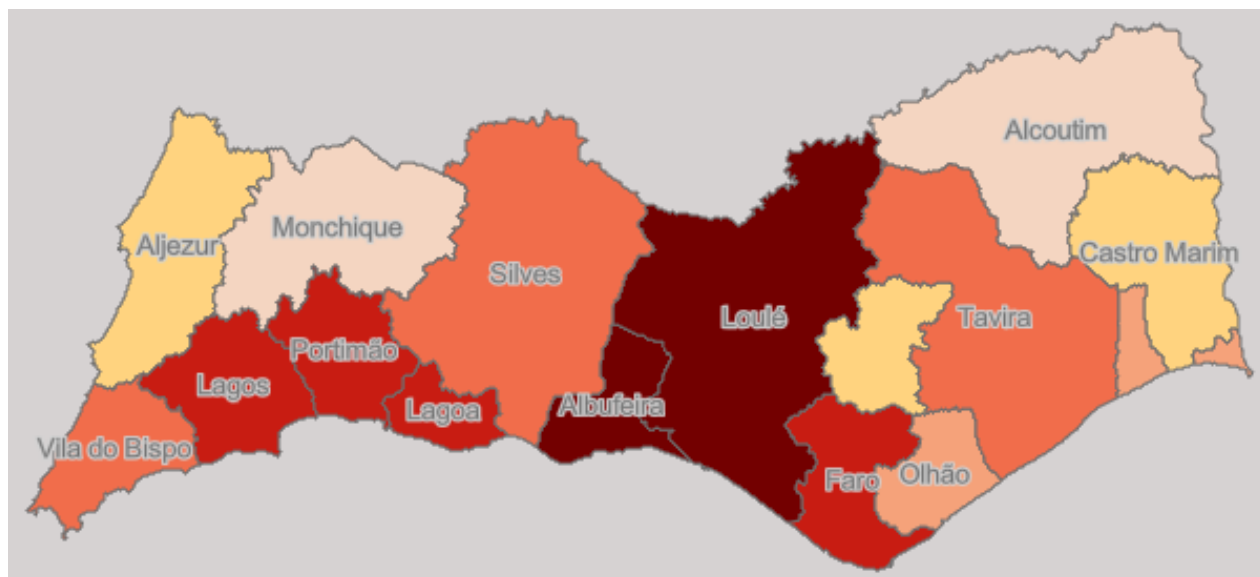 Alcoutim
Monchique
Aljezur
Castro Marim
Silves
Loulé
Tavira
Portimão
Lagos
Lagoa
Albufeira
Vila do Bispo
Olhão
Faro